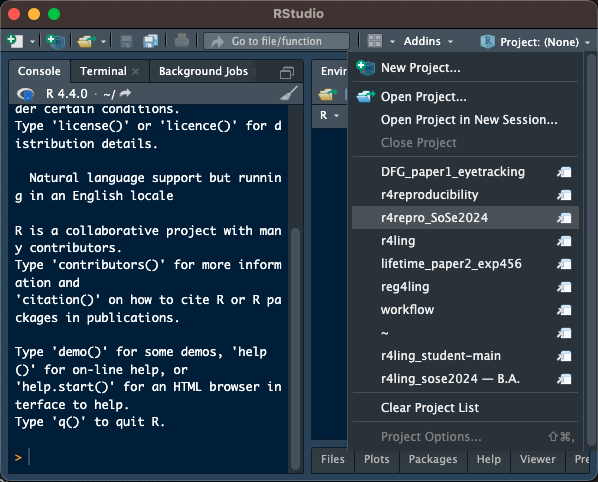 RStudio
Go to file/function
Addins
Project: (None)
Console
Terminal
Background Jobs
R 4.4.0 · ~/
der certain conditions.
Type 'license()' or 'licence()' for d
istribution details.
Natural language support but runnin
g in an English locale
R is a collaborative project with man
y contributors.
Type 'contributors()' for more inform
ation and
'citation()' on how to cite R or R pa
ckages in publications.
Type 'demo()' for some demos, 'help
()' for on-line help, or
'help.start()' for an HTML browser in
terface to help.
Type 'q()' to quit R.
>
Envir
R
New Project...
Open Project...
Open Project in New Session...
Close Project
DFG_paper1_eyetracking
r4reproducibility
r4repro_SoSe2024
r4ling
lifetime_paper2_exp456
reg4ling
workflow
~
r4ling_student-main
r4ling_sose2024 — B.A.
Clear Project List
Project Options... ⇧⌘,
Files
Plots
Packages
Help
Viewer
Pre